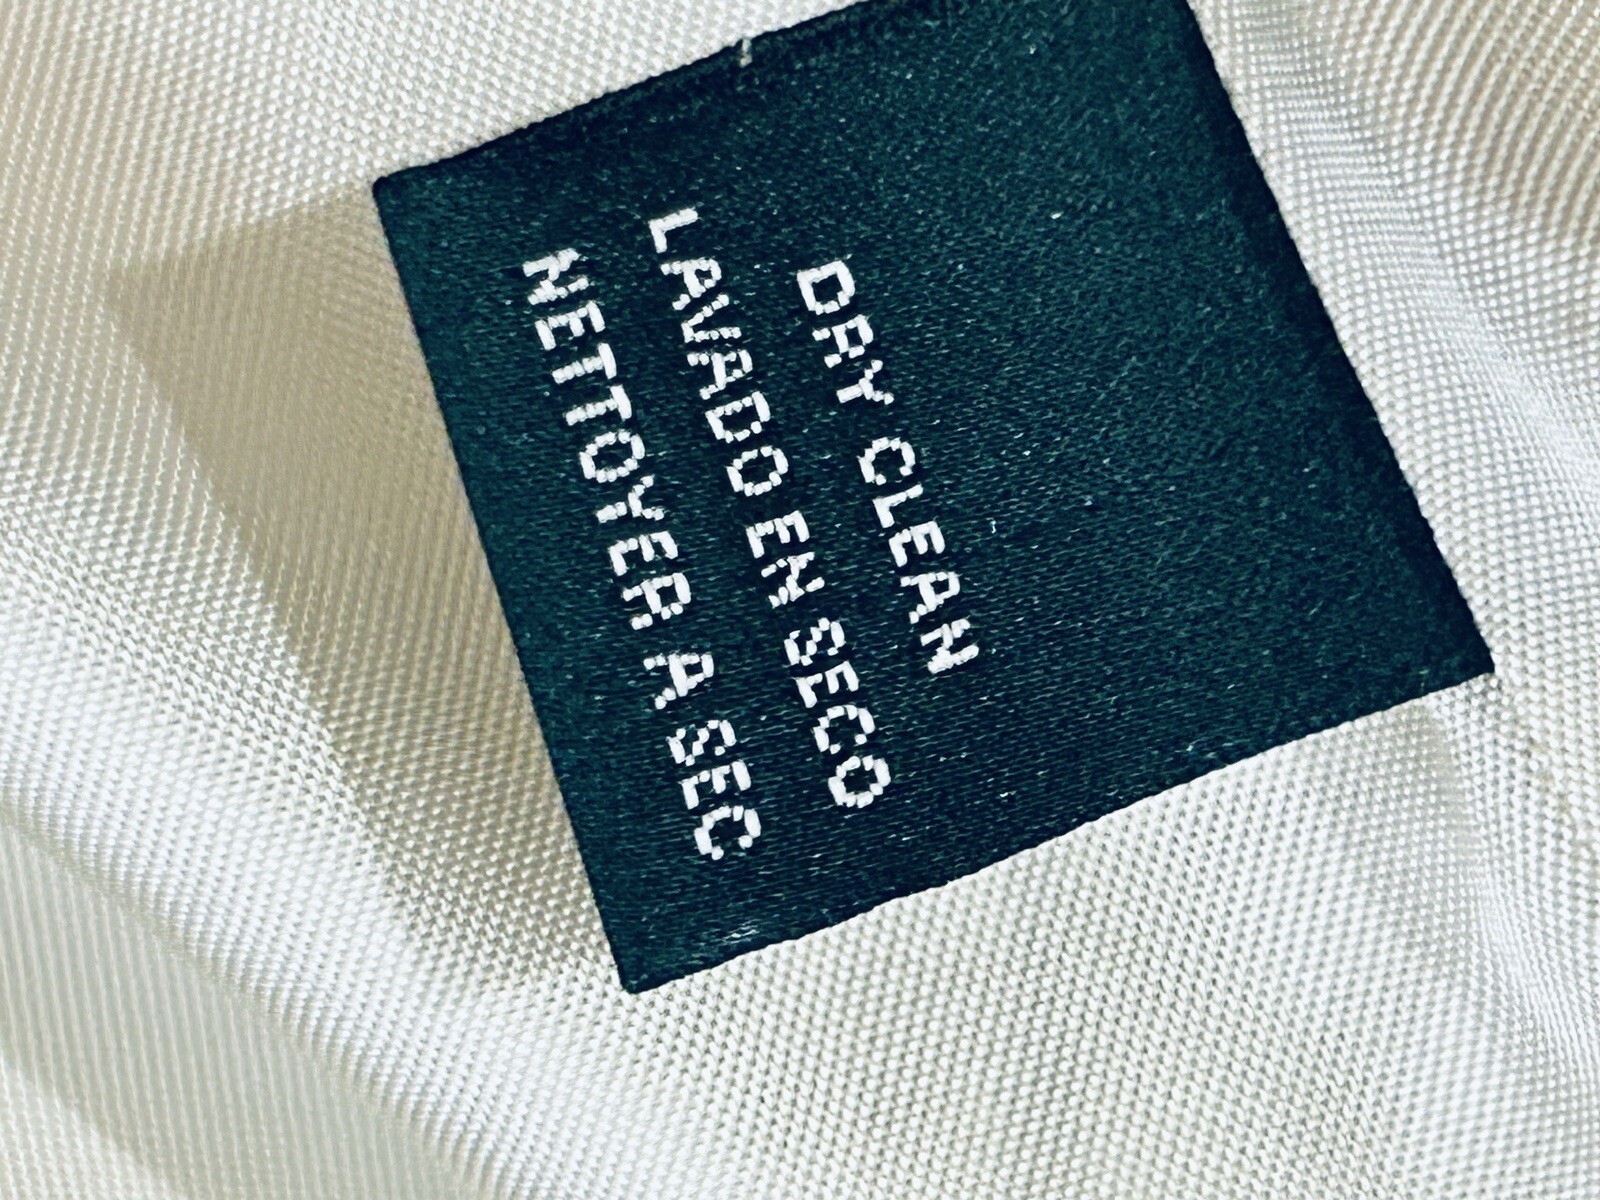 DRY CLEAN
LAVADO EN SECO
NETTOYER A SEC